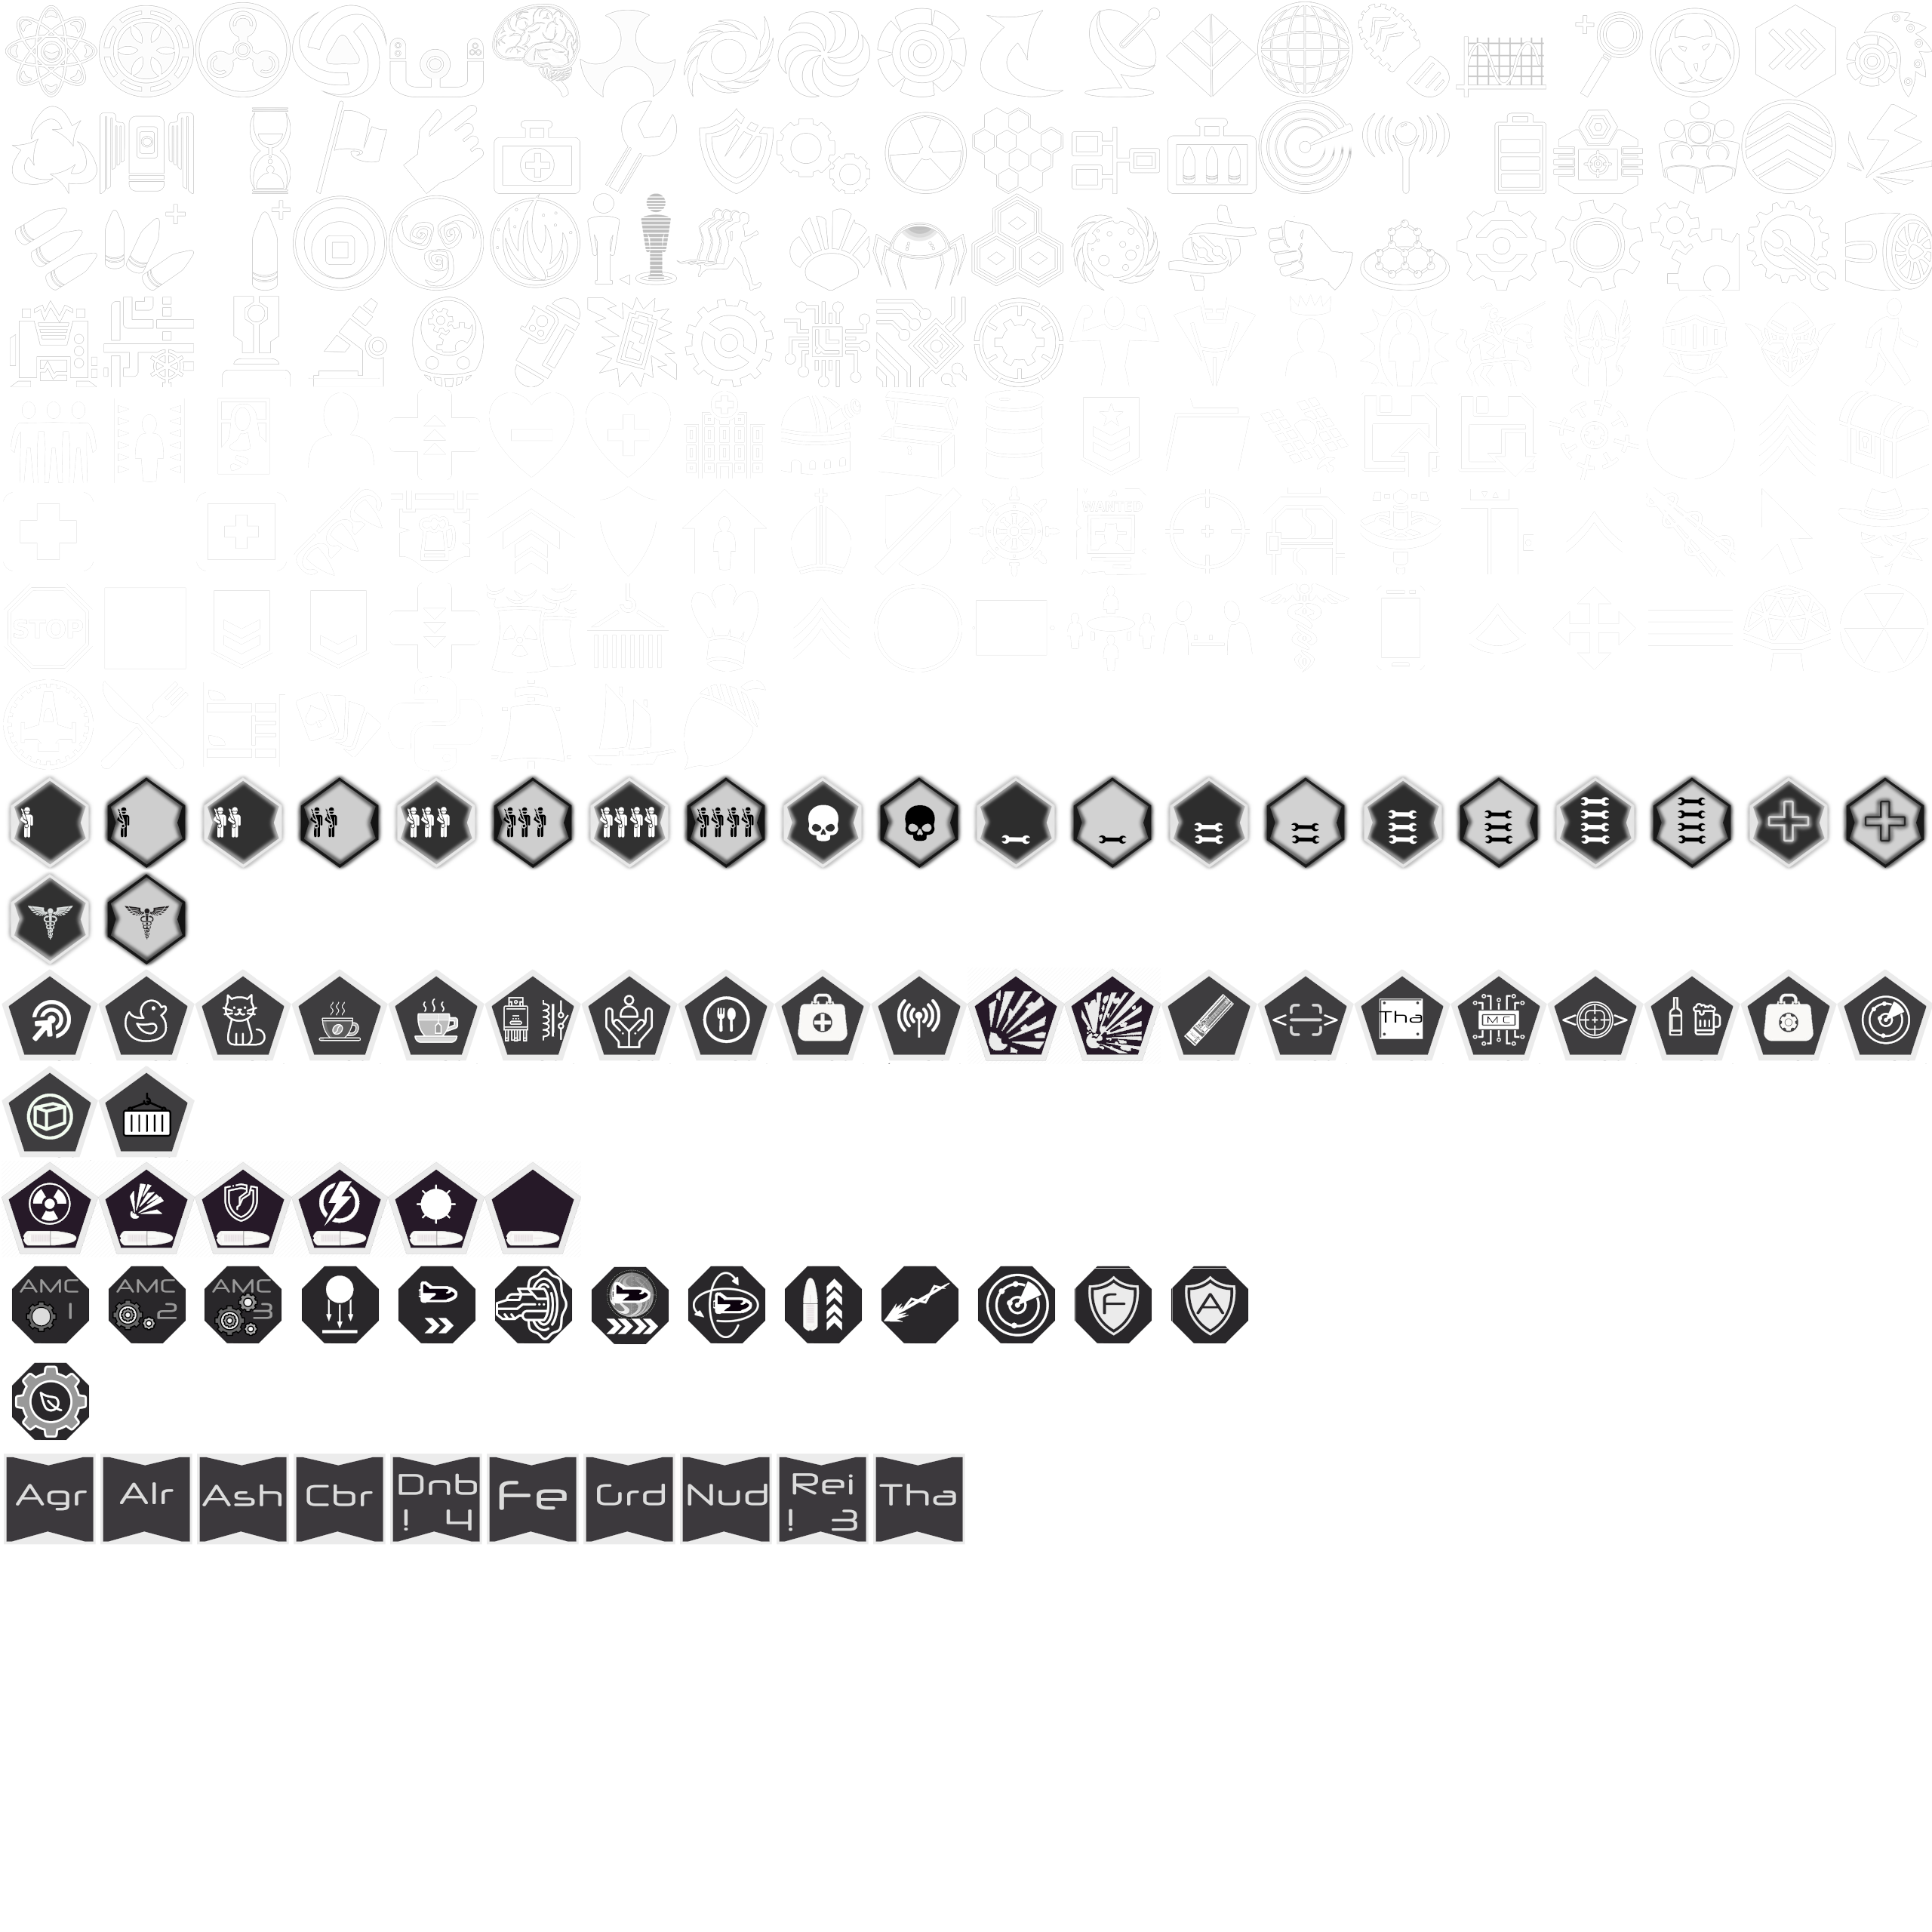 WANTED
STOP
Tha
MC
AMC
1
AMC
2
AMC
3
F
A
Agr
Alr
Ash
Cbr
Dnb
! 4
Fe
Grd
Nud
Rei
! 3
Tha